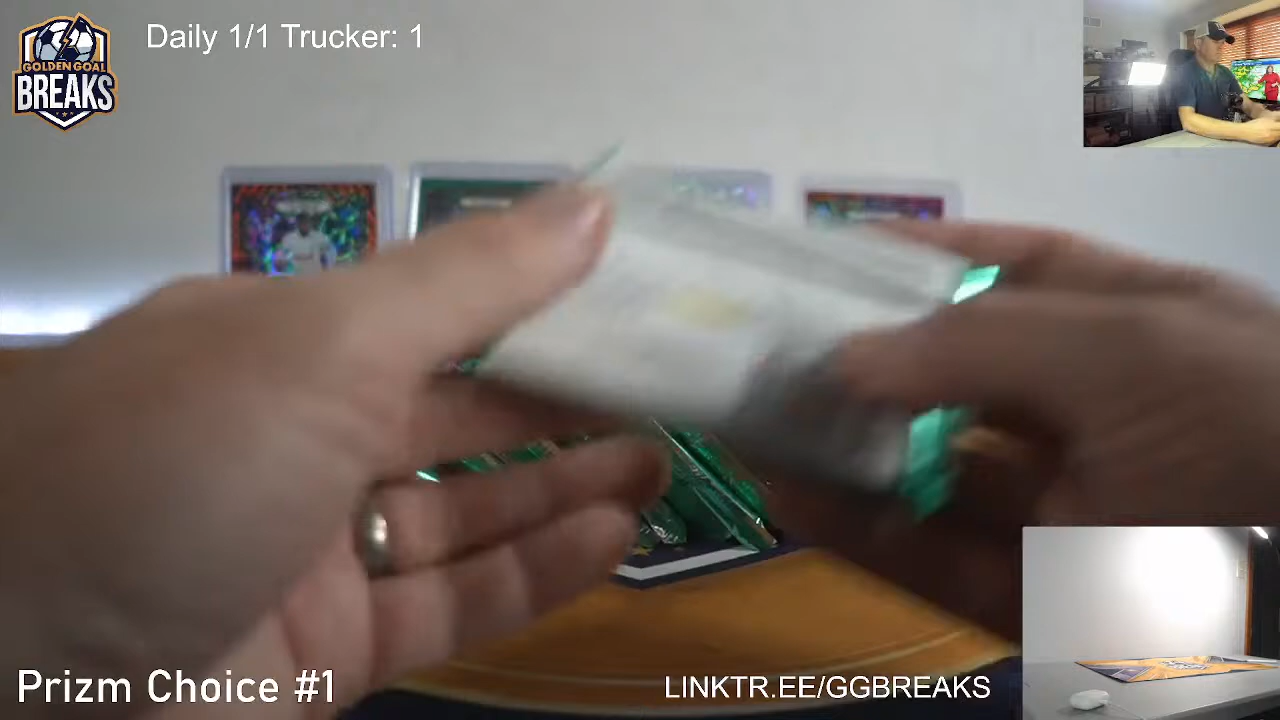 GOLDEN GOAL
BREAKS
Daily 1/1 Trucker: 1
Prizm Choice #1
LINKTR.EE/GGBREAKS